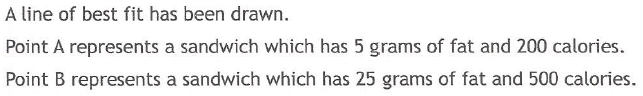 A line of best fit has been drawn.
Point A represents a sandwich which has 5 grams of fat and 200 calories.
Point B represents a sandwich which has 25 grams of fat and 500 calories.